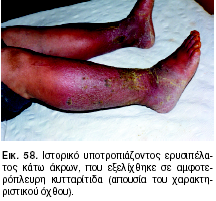 Εικ. 58. Ιστορικό υποτροπιάζοντος ερυσιπέλα-
τος κάτω άκρων, που εξελίχθηκε σε αμφοτε-
ρόπλευρη κυτταρίτιδα (απουσία του χαρακτη-
ριστικού όχθου).